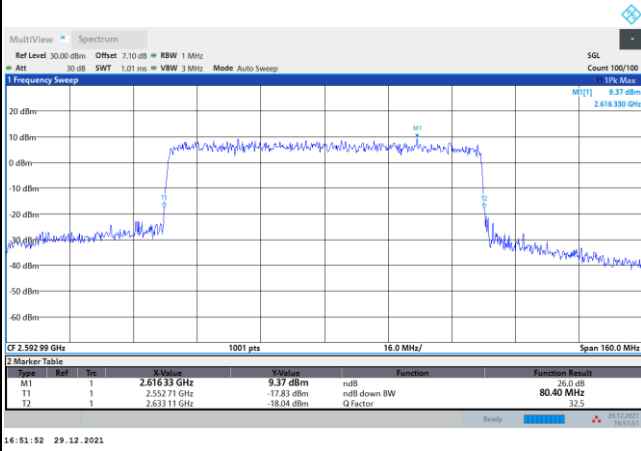 MultiView Spectrum
Ref Level 30.00 dBm Offset 7.10 dB RBW 1 MHz SGL
Att 30 dB SWT 1.01 ms VBW 3 MHz Mode Auto Sweep Count 100/100
1 Frequency Sweep 1Pk Max
M1[1] 9.37 dBm
2.616 330 GHz
20 dBm
M1
10 dBm
0 dBm
-10 dBm
T1 T2
-20 dBm
-30 dBm
-40 dBm
-50 dBm
-60 dBm
CF 2.592 99 GHz 1001 pts 16.0 MHz/ Span 160.0 MHz
2 Marker Table
Type Ref Trc X-Value Y-Value Function Function Result
M1 1 2.616 33 GHz 9.37 dBm ndB 26.0 dB
T1 1 2.552 71 GHz -17.83 dBm ndB down BW 80.40 MHz
T2 1 2.633 11 GHz -18.04 dBm Q Factor 32.5
Ready 29.12.2021
16:51:51
16:51:52 29.12.2021